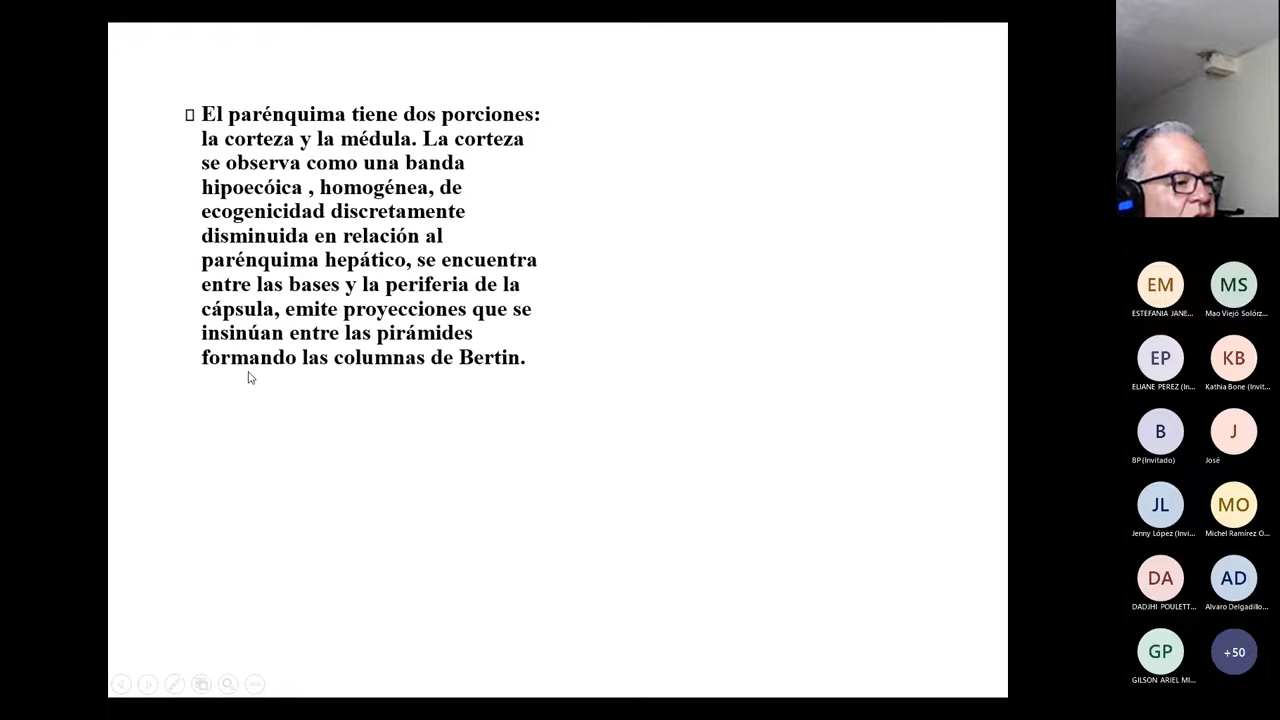 El parénquima tiene dos porciones:
la corteza y la médula. La corteza
se observa como una banda
hipoecóica , homogénea, de
ecogenicidad discretamente
disminuida en relación al
parénquima hepático, se encuentra
entre las bases y la periferia de la
cápsula, emite proyecciones que se
insinúan entre las pirámides
formando las columnas de Bertin.
EM
MS
ESTEFANIA JANE...
Mao Viejó Solórz...
EP
KB
ELIANE PEREZ (In...
Kathia Bone (Invit...
B
J
BP (Invitado)
José
JL
MO
Jenny López (Invi...
Michel Ramírez O...
DA
AD
DADJHI POULETT...
Alvaro Delgadillo...
GP
+50
GILSON ARIEL MI...